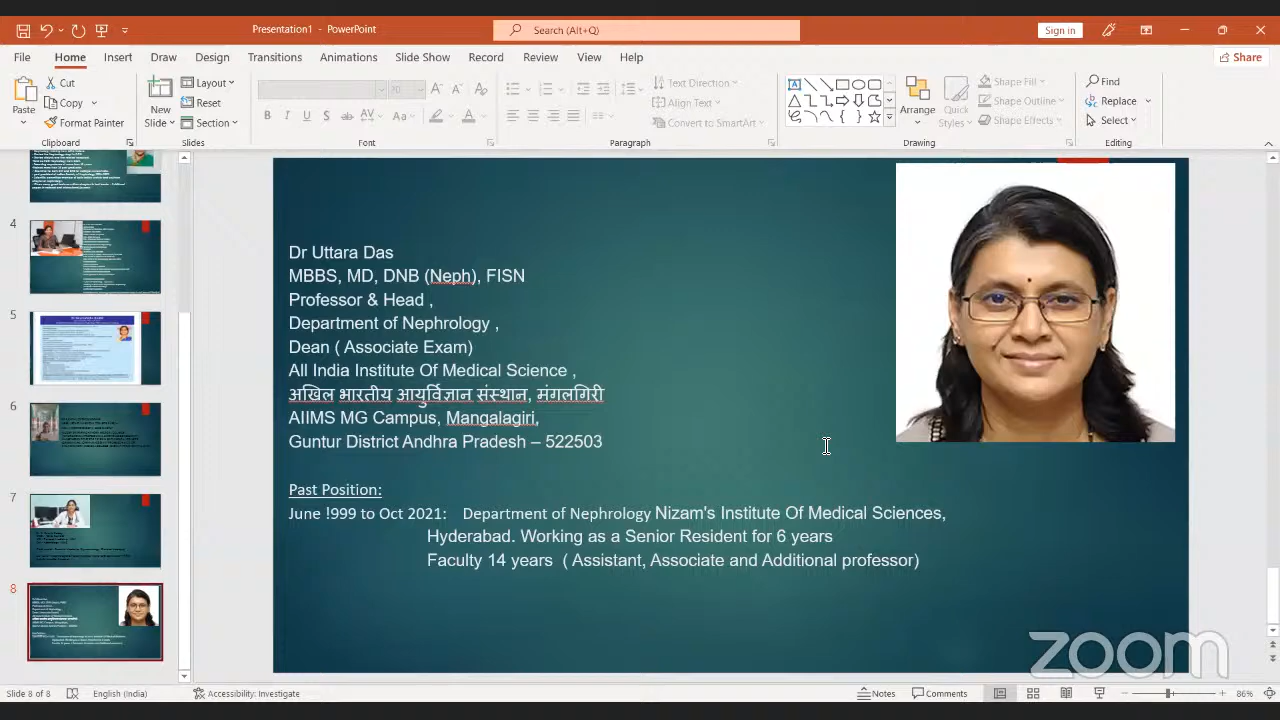 Presentation1 - PowerPoint
Search (Alt+Q)
Sign in
File Home Insert Draw Design Transitions Animations Slide Show Record Review View Help
Share
Paste
Cut
Copy
Format Painter
Clipboard
New
Slide
Layout
Reset
Section
Slides
20
Font
Text Direction
Align Text
Convert to SmartArt
Paragraph
Arrange
Quick
Styles
Shape Fill
Shape Outline
Shape Effects
Drawing
Find
Replace
Select
Editing
4
5
6
7
8
Dr Uttara Das
MBBS, MD, DNB (Neph), FISN
Professor & Head ,
Department of Nephrology ,
Dean ( Associate Exam)
All India Institute Of Medical Science ,
अखिल भारतीय आयुर्विज्ञान संस्थान, मंगलगिरी
AIIMS MG Campus, Mangalagiri,
Guntur District Andhra Pradesh – 522503
Past Position:
June !999 to Oct 2021: Department of Nephrology Nizam's Institute Of Medical Sciences,
Hyderabad. Working as a Senior Resident for 6 years
Faculty 14 years ( Assistant, Associate and Additional professor)
zoom
Slide 8 of 8 English (India) Accessibility: Investigate Notes Comments 86%